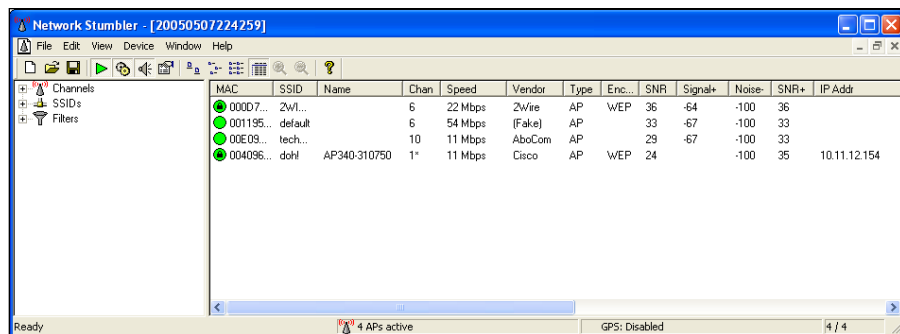 Network Stumbler - [20050507224259]
File Edit View Device Window Help
Channels
SSIDs
Filters
MAC SSID Name Chan Speed Vendor Type Enc... SNR Signal+ Noise- SNR+ IP Addr
000D7... 2WI... 6 22 Mbps 2Wire AP WEP 36 -64 -100 36
001195... default 6 54 Mbps (Fake) AP 33 -67 -100 33
00E09... tech... 10 11 Mbps AboCom AP 29 -67 -100 33
004096... doh! AP340-310750 1* 11 Mbps Cisco AP WEP 24 -100 35 10.11.12.154
Ready 4 APs active GPS: Disabled 4 / 4